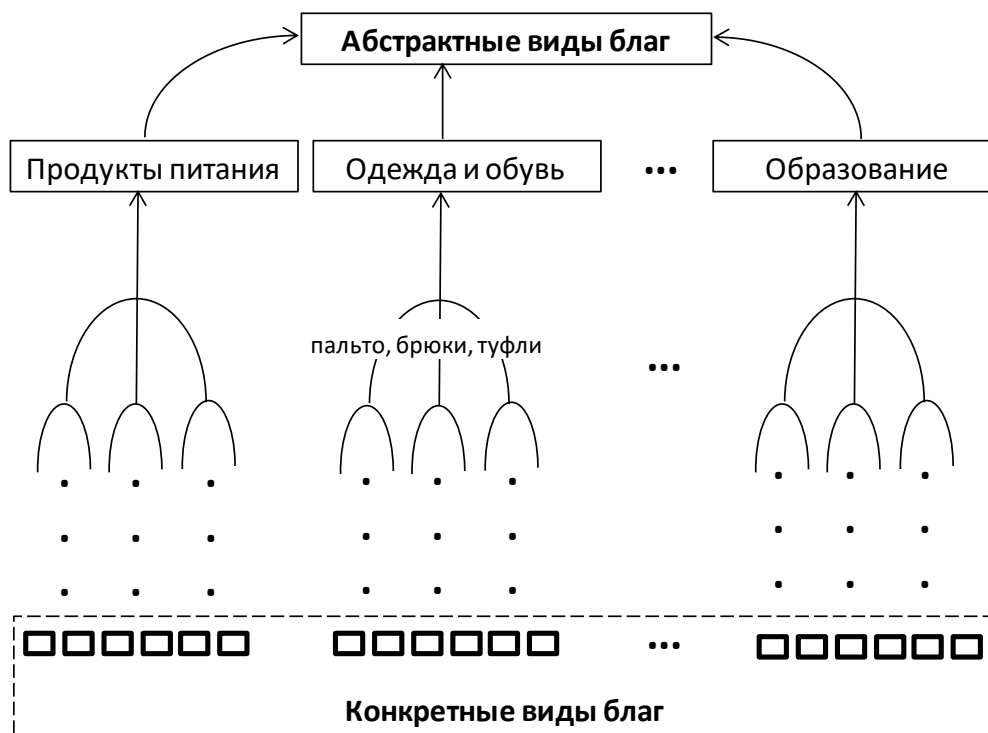 Абстрактные виды благ
Продукты питания
Одежда и обувь
...
Образование
пальто, брюки, туфли
...
...
Конкретные виды благ